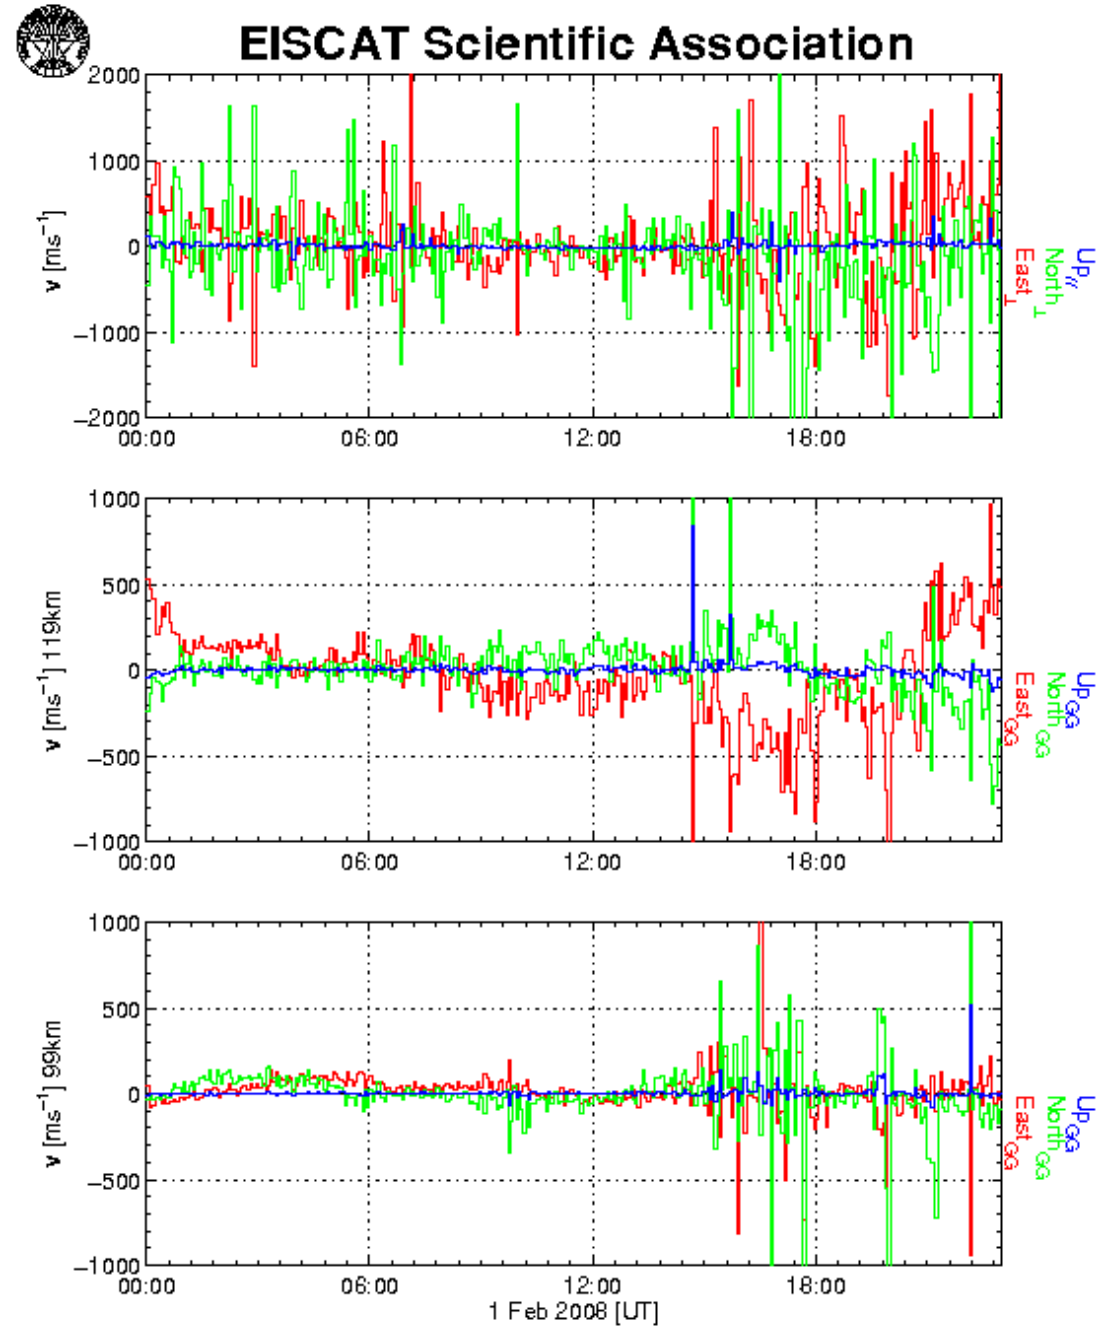 EISCAT Scientific Association
2000
1000
0
−1000
−2000
v [ms⁻¹]
00:00 06:00 12:00 18:00
Up//
North⊥
East⊥
1000
500
0
−500
−1000
v [ms⁻¹] 119km
00:00 06:00 12:00 18:00
UpGG
NorthGG
EastGG
1000
500
0
−500
−1000
v [ms⁻¹] 99km
00:00 06:00 12:00 18:00
UpGG
NorthGG
EastGG
1 Feb 2008 [UT]